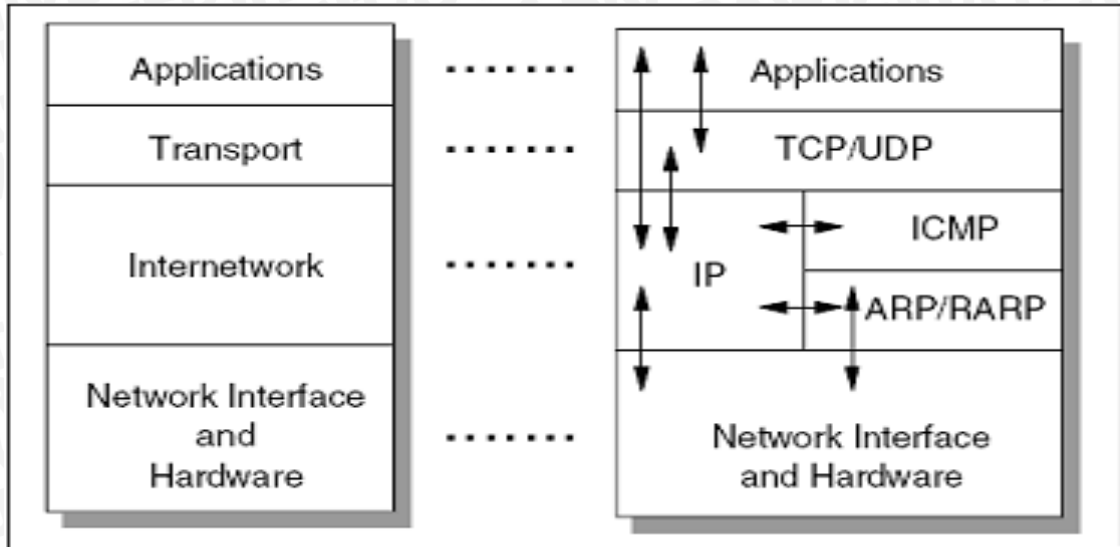 Applications
Transport
Internetwork
Network Interface
and
Hardware
Applications
TCP/UDP
ICMP
IP
ARP/RARP
Network Interface
and Hardware